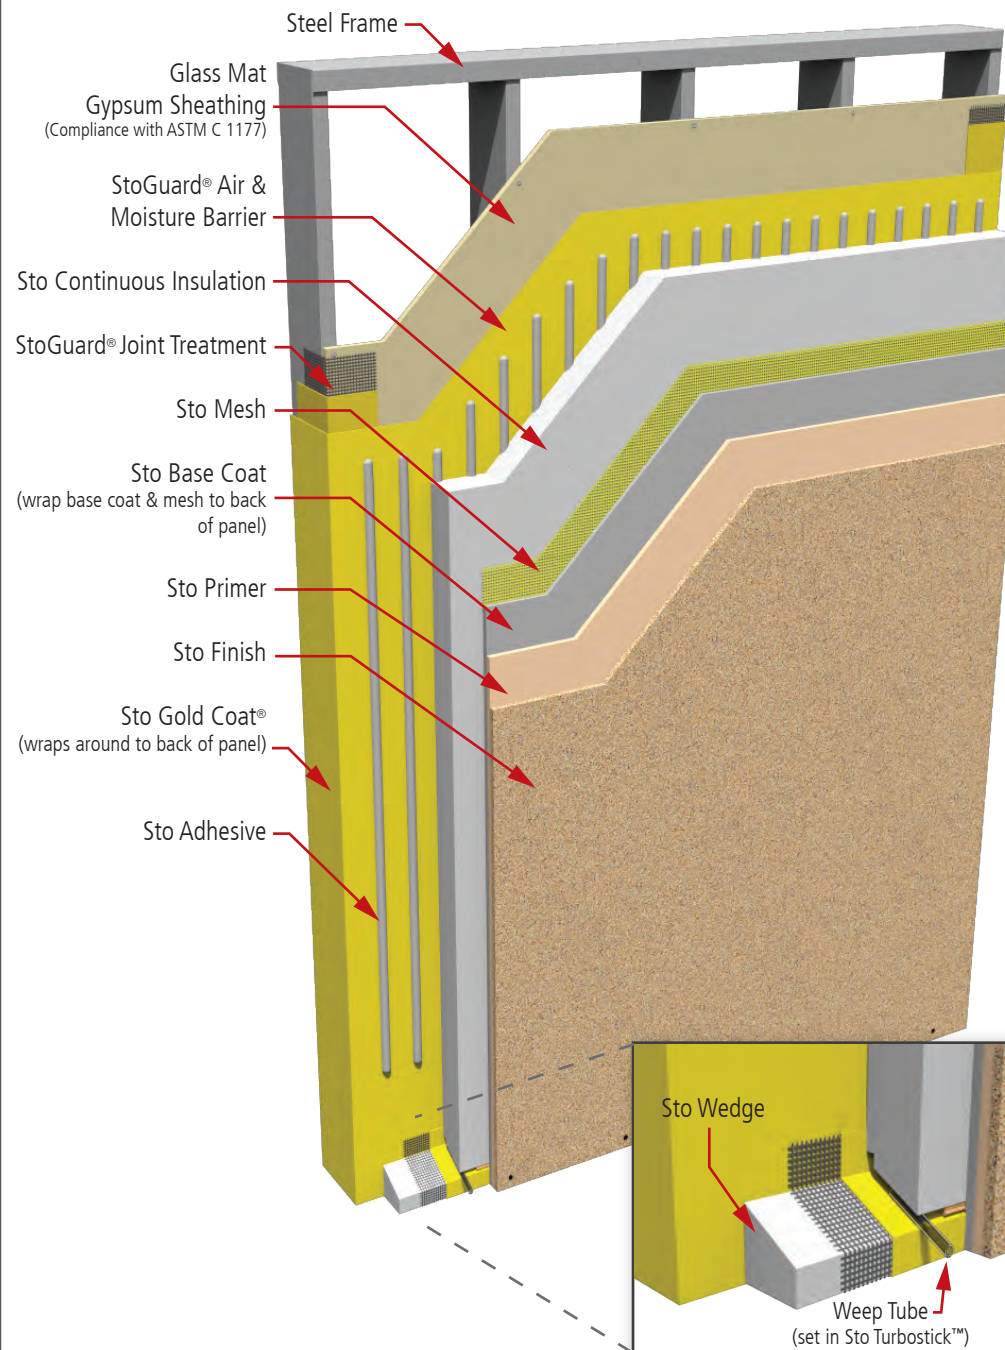 Steel Frame
Glass Mat
Gypsum Sheathing
(Compliance with ASTM C 1177)
StoGuard® Air &
Moisture Barrier
Sto Continuous Insulation
StoGuard® Joint Treatment
Sto Mesh
Sto Base Coat
(wrap base coat & mesh to back
of panel)
Sto Primer
Sto Finish
Sto Gold Coat®
(wraps around to back of panel)
Sto Adhesive
Sto Wedge
Weep Tube
(set in Sto Turbostick™)